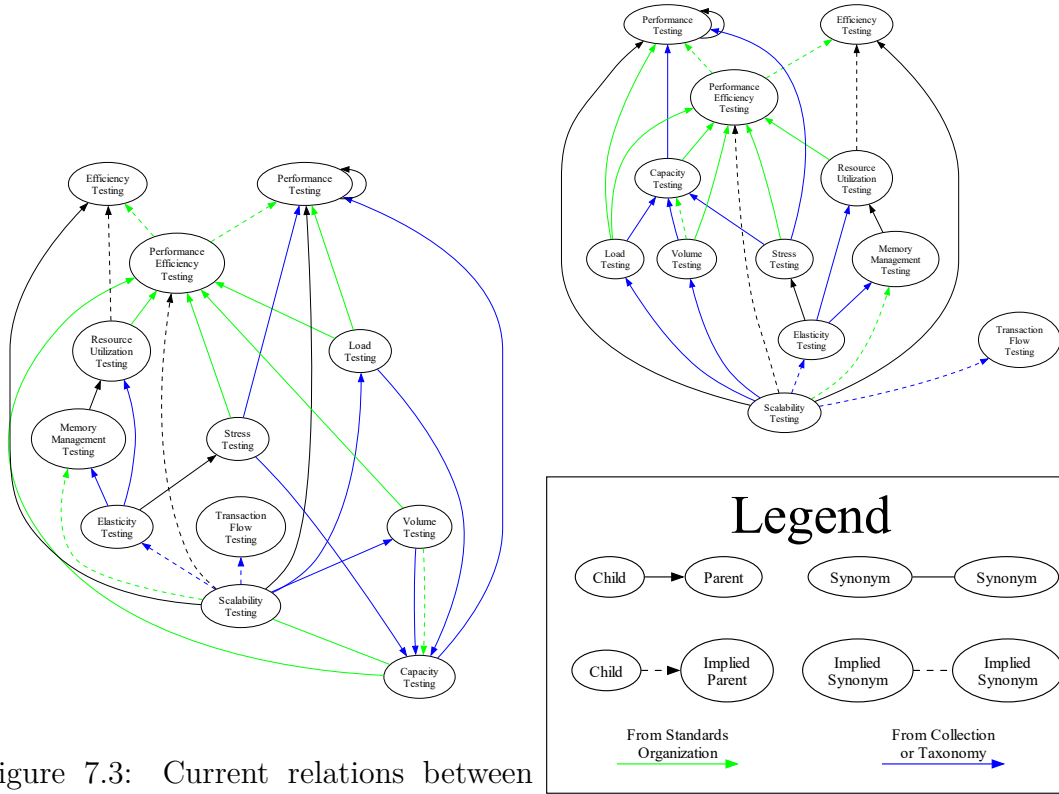 Efficiency
Testing
Performance
Testing
Performance
Efficiency
Testing
Resource
Utilization
Testing
Load
Testing
Memory
Management
Testing
Stress
Testing
Elasticity
Testing
Transaction
Flow
Testing
Volume
Testing
Scalability
Testing
Capacity
Testing
igure 7.3: Current relations between
Performance
Testing
Efficiency
Testing
Performance
Efficiency
Testing
Capacity
Testing
Resource
Utilization
Testing
Load
Testing
Volume
Testing
Stress
Testing
Memory
Management
Testing
Elasticity
Testing
Transaction
Flow
Testing
Scalability
Testing
Legend
Child Parent Synonym Synonym
Child Implied
Parent
Implied
Synonym
Implied
Synonym
From Standards
Organization
From Collection
or Taxonomy